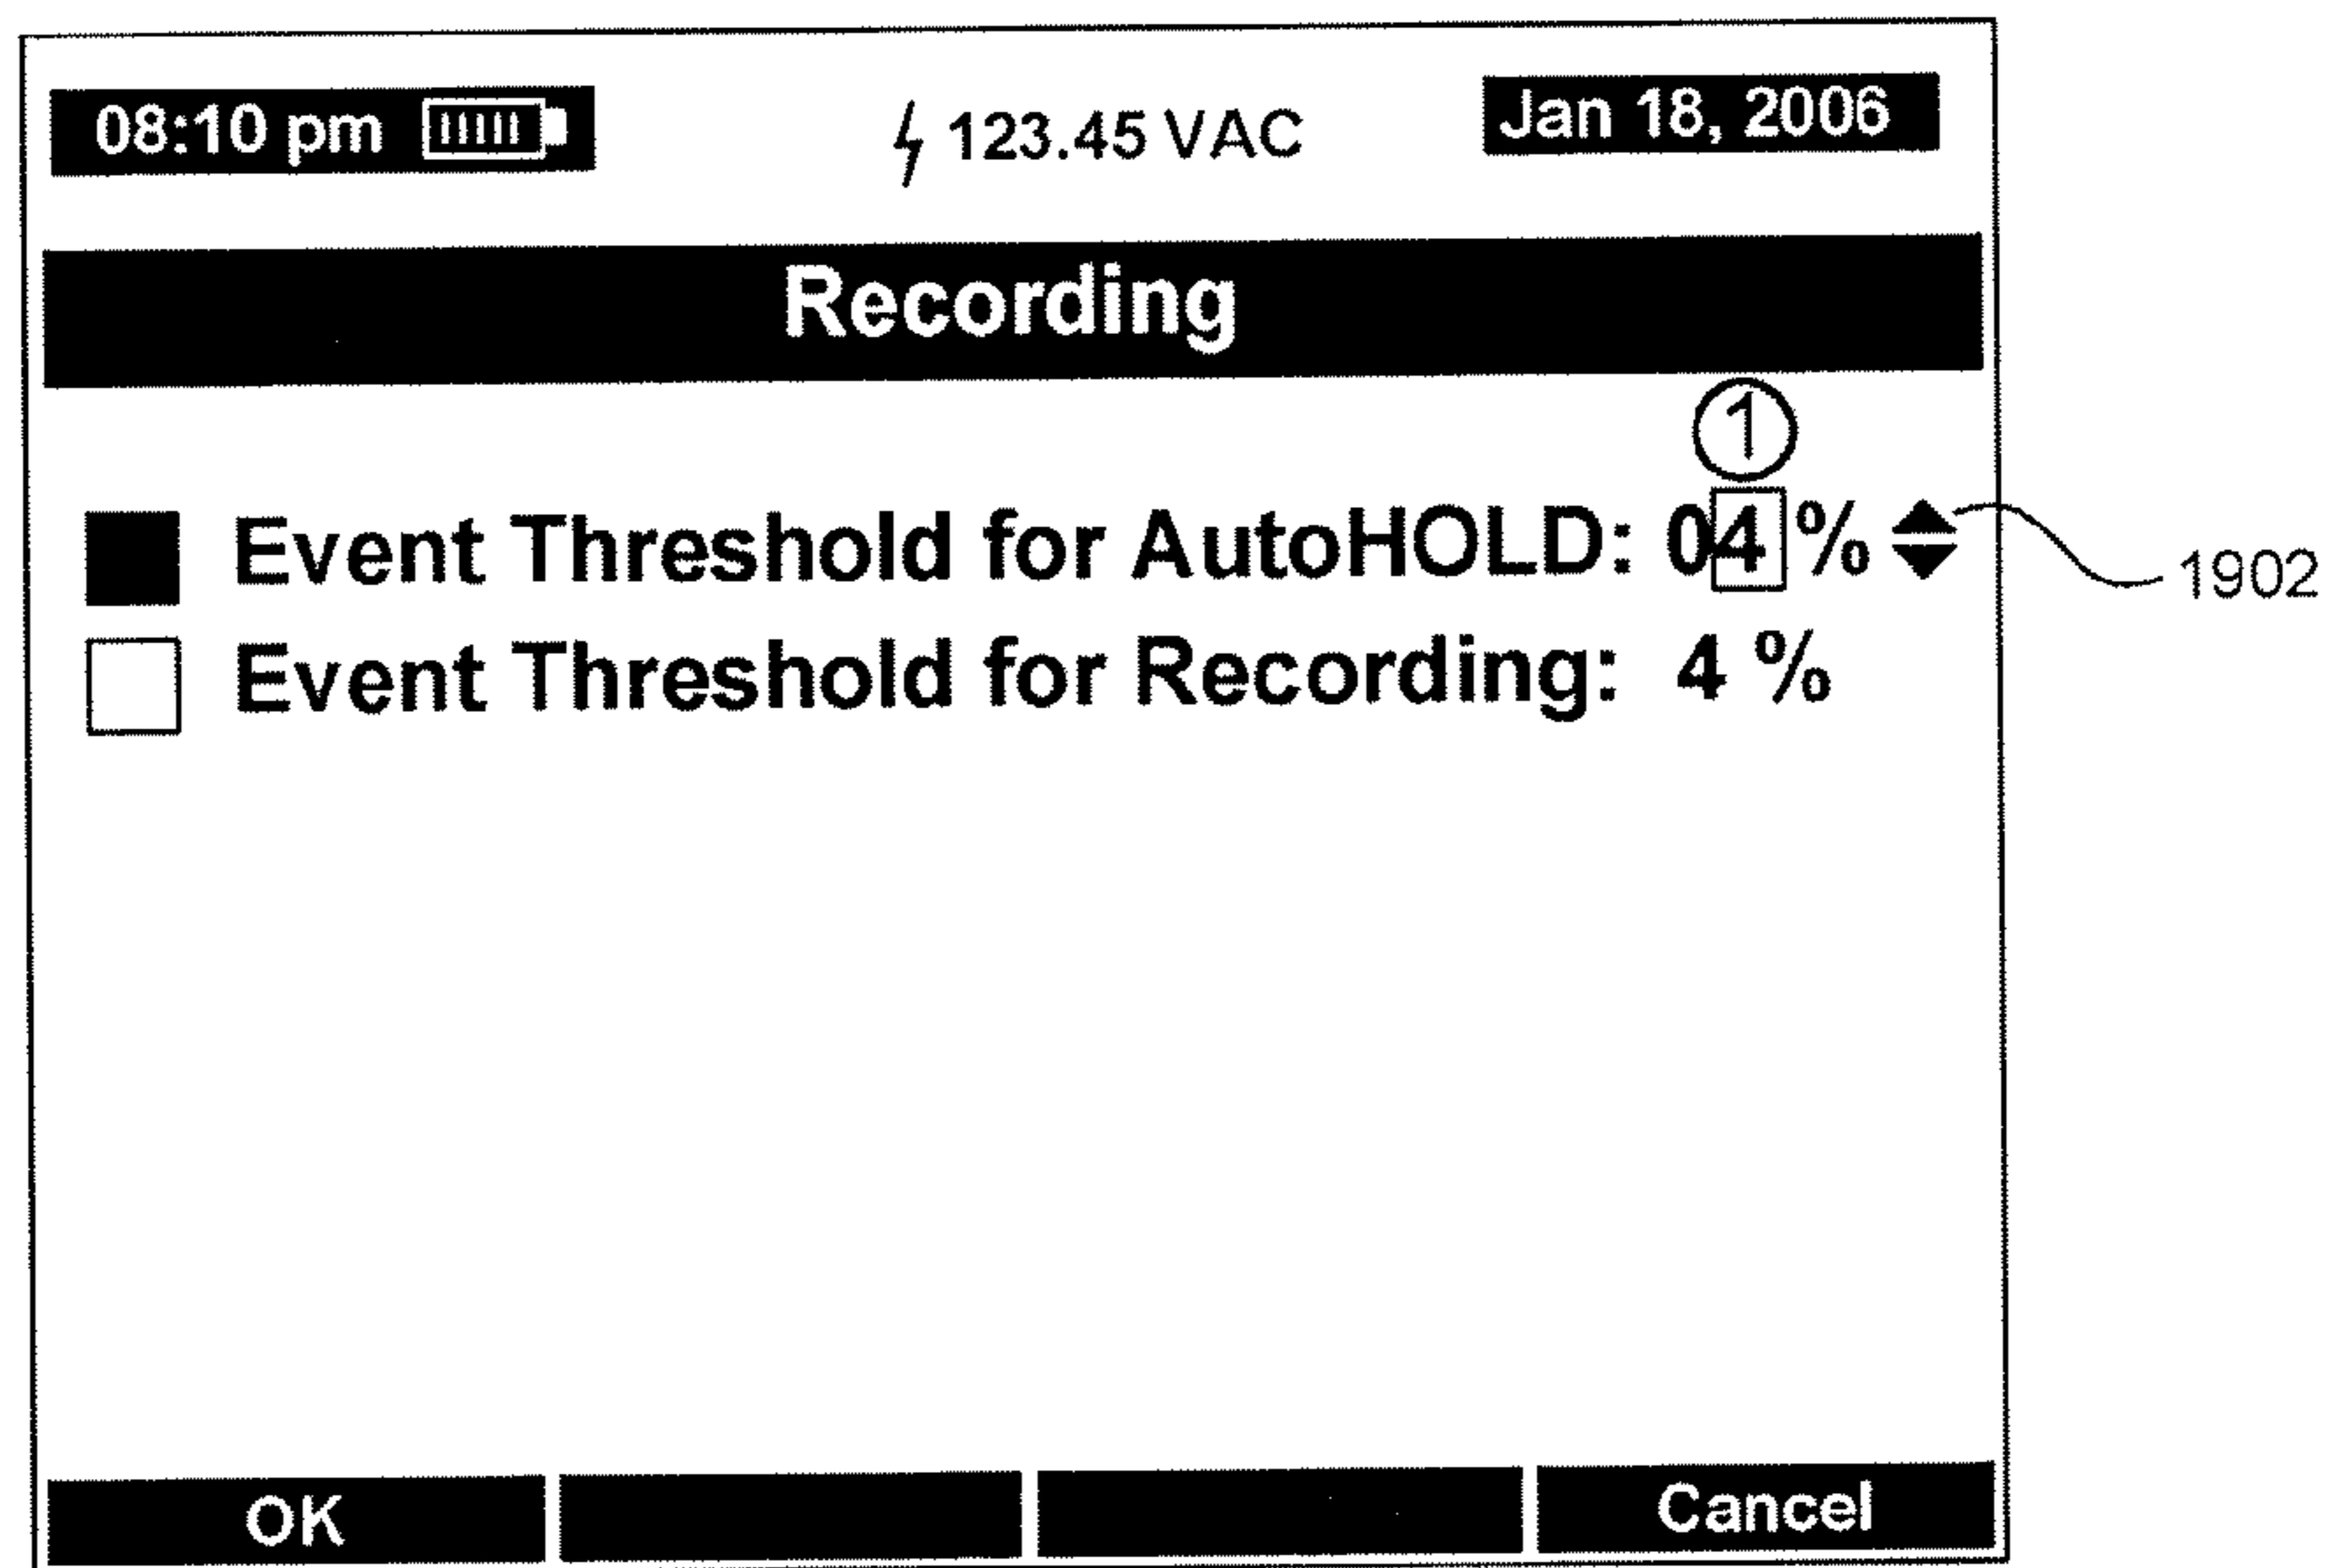 08:10 pm 123.45 VAC Jan 18, 2006
Recording
1
Event Threshold for AutoHOLD: 04 %
1902
Event Threshold for Recording: 4 %
OK Cancel